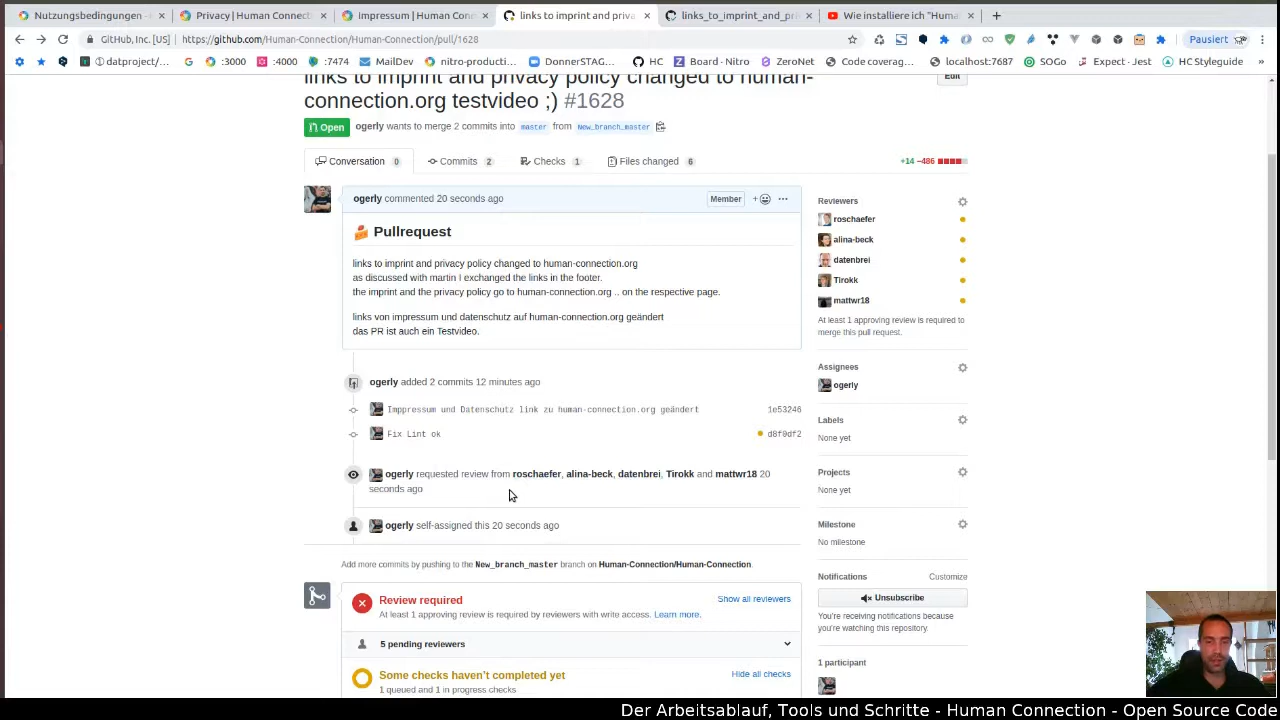 Nutzungsbedingungen -
Privacy | Human Connecti
Impressum | Human Conn
links to imprint and priva
links_to_imprint_and_pri
Wie installiere ich "Huma
GitHub, Inc. [US]
https://github.com/Human-Connection/Human-Connection/pull/1628
Pausiert
datproject/...
:3000
:4000
:7474
MailDev
nitro-producti...
DonnerSTAG...
HC
Board · Nitro
ZeroNet
Code coverag...
localhost:7687
SOGo
Expect · Jest
HC Styleguide
»
links to imprint and privacy policy changed to human-
connection.org testvideo ;) #1628
Edit
Open
ogerly wants to merge 2 commits into master from New_branch_master
Conversation 0
Commits 2
Checks 1
Files changed 6
+14 −486
ogerly commented 20 seconds ago
Member
Pullrequest
links to imprint and privacy policy changed to human-connection.org
as discussed with martin I exchanged the links in the footer.
the imprint and the privacy policy go to human-connection.org .. on the respective page.
links von impressum und datenschutz auf human-connection.org geändert
das PR ist auch ein Testvideo.
ogerly added 2 commits 12 minutes ago
Imppressum und Datenschutz link zu human-connection.org geändert
1e53246
Fix Lint ok
d8f0df2
ogerly requested review from roschaefer, alina-beck, datenbrei, Tirokk and mattwr18 20
seconds ago
ogerly self-assigned this 20 seconds ago
Add more commits by pushing to the New_branch_master branch on Human-Connection/Human-Connection.
Review required
Show all reviewers
At least 1 approving review is required by reviewers with write access. Learn more.
5 pending reviewers
Some checks haven't completed yet
Hide all checks
1 queued and 1 in progress checks
Reviewers
roschaefer
alina-beck
datenbrei
Tirokk
mattwr18
At least 1 approving review is required to
merge this pull request.
Assignees
ogerly
Labels
None yet
Projects
None yet
Milestone
No milestone
Notifications
Customize
Unsubscribe
You're receiving notifications because
you're watching this repository.
1 participant
Der Arbeitsablauf, Tools und Schritte - Human Connection - Open Source Code